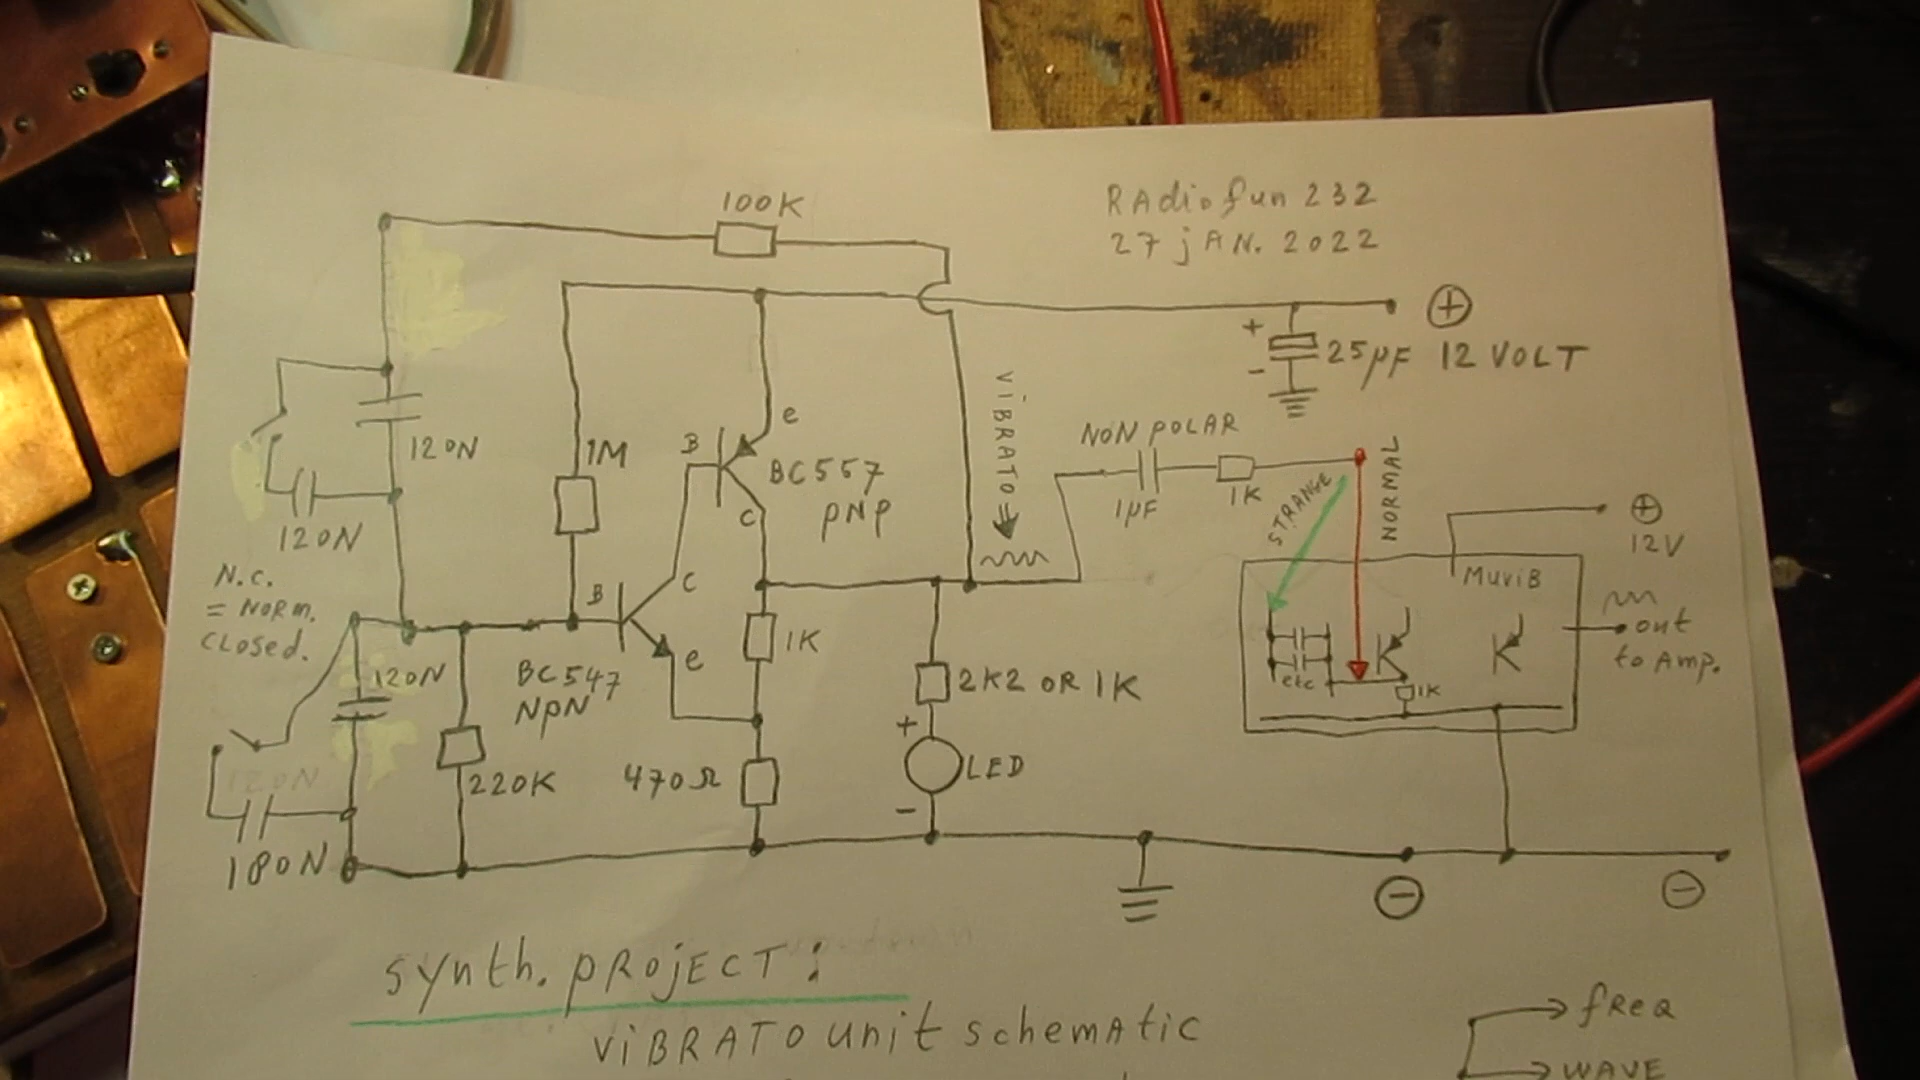 RAdiofun 232
27 jAN. 2022
100K
+
-
25µF 12 VOLT
+
ViBRATO
NON POLAR
1µF
1K
STRANGE
NORMAL
+
12V
MuviB
etc
1K
out
to Amp.
120N
120N
1M
B
e
c
BC557
pNp
N.C.
= NoRm.
CLosed.
B
c
e
BC547
NpN
120N
120N
180N
220K
1K
470Ω
2K2 OR 1K
+
LED
-
-
-
synth. pROjECT:
ViBRATO unit schematic
fREQ
WAVE